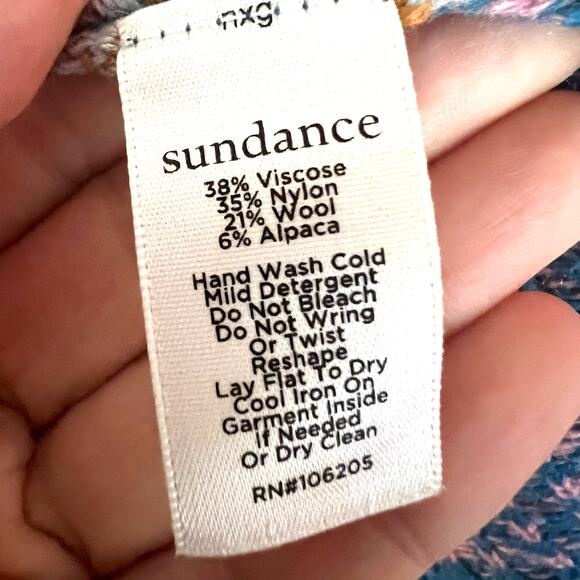 nxg
sundance
38% Viscose
35% Nylon
21% Wool
6% Alpaca
Hand Wash Cold
Mild Detergent
Do Not Bleach
Do Not Wring
Or Twist
Reshape
Lay Flat To Dry
Cool Iron On
Garment Inside
If Needed
Or Dry Clean
RN#106205